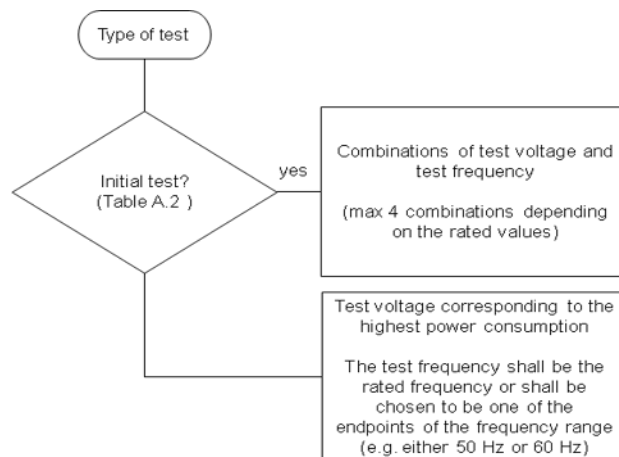 Type of test
Initial test?
(Table A.2 )
yes
Combinations of test voltage and
test frequency
(max 4 combinations depending
on the rated values)
Test voltage corresponding to the
highest power consumption
The test frequency shall be the
rated frequency or shall be
chosen to be one of the
endpoints of the frequency range
(e.g. either 50 Hz or 60 Hz)